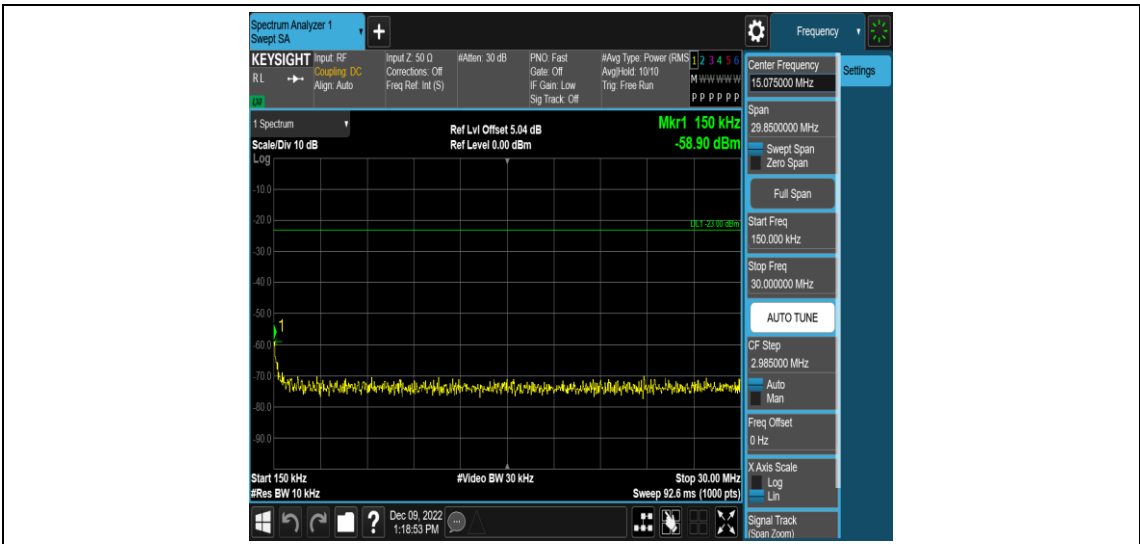 Spectrum Analyzer 1
Swept SA
Frequency
KEYSIGHT
RL
LXI
Input: RF
Coupling: DC
Align: Auto
Input Z: 50 Ω
Corrections: Off
Freq Ref: Int (S)
#Atten: 30 dB
PNO: Fast
Gate: Off
IF Gain: Low
Sig Track: Off
#Avg Type: Power (RMS
Avg|Hold: 10/10
Trig: Free Run
1 2 3 4 5 6
M W W W W W
P P P P P P
1 Spectrum
Scale/Div 10 dB
Log
Ref Lvl Offset 5.04 dB
Ref Level 0.00 dBm
Mkr1 150 kHz
-58.90 dBm
-10.0
-20.0
DL1 -23.00 dBm
-30.0
-40.0
-50.0
1
-60.0
-70.0
-80.0
-90.0
Start 150 kHz
#Res BW 10 kHz
#Video BW 30 kHz
Stop 30.00 MHz
Sweep 92.6 ms (1000 pts)
?
Dec 09, 2022
1:18:53 PM
Center Frequency
15.075000 MHz
Settings
Span
29.8500000 MHz
Swept Span
Zero Span
Full Span
Start Freq
150.000 kHz
Stop Freq
30.000000 MHz
AUTO TUNE
CF Step
2.985000 MHz
Auto
Man
Freq Offset
0 Hz
X Axis Scale
Log
Lin
Signal Track
(Span Zoom)